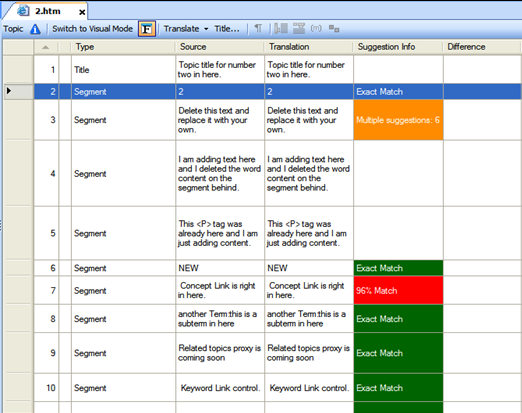 2.htm x
Topic Switch to Visual Mode F Translate Title... ¶
Type Source Translation Suggestion Info Difference
1 Title Topic title for number Topic title for number
two in here. two in here.
2 Segment 2 2 Exact Match
3 Segment Delete this text and Delete this text and Multiple suggestions: 6
replace it with your replace it with your
own. own.
4 Segment I am adding text here I am adding text here
and I deleted the word and I deleted the word
content on the content on the
segment behind. segment behind.
5 Segment This <P> tag was This <P> tag was
already here and I am already here and I am
just adding content. just adding content.
6 Segment NEW NEW Exact Match
7 Segment Concept Link is right Concept Link is right 96% Match
in here. in here.
8 Segment another Term:this is a another Term:this is a Exact Match
subterm in here subterm in here
9 Segment Related topics proxy is Related topics proxy is Exact Match
coming soon coming soon
10 Segment Keyword Link control. Keyword Link control. Exact Match